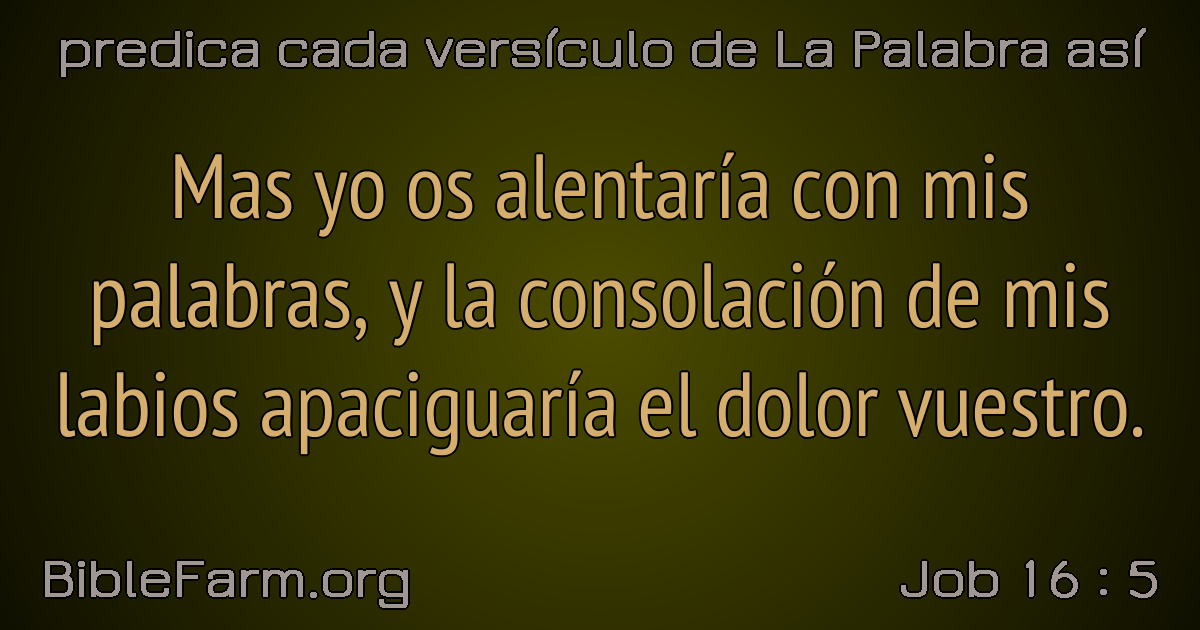 predica cada versículo de La Palabra así
Mas yo os alentaría con mis
palabras, y la consolación de mis
labios apaciguaría el dolor vuestro.
BibleFarm.org
Job 16 : 5